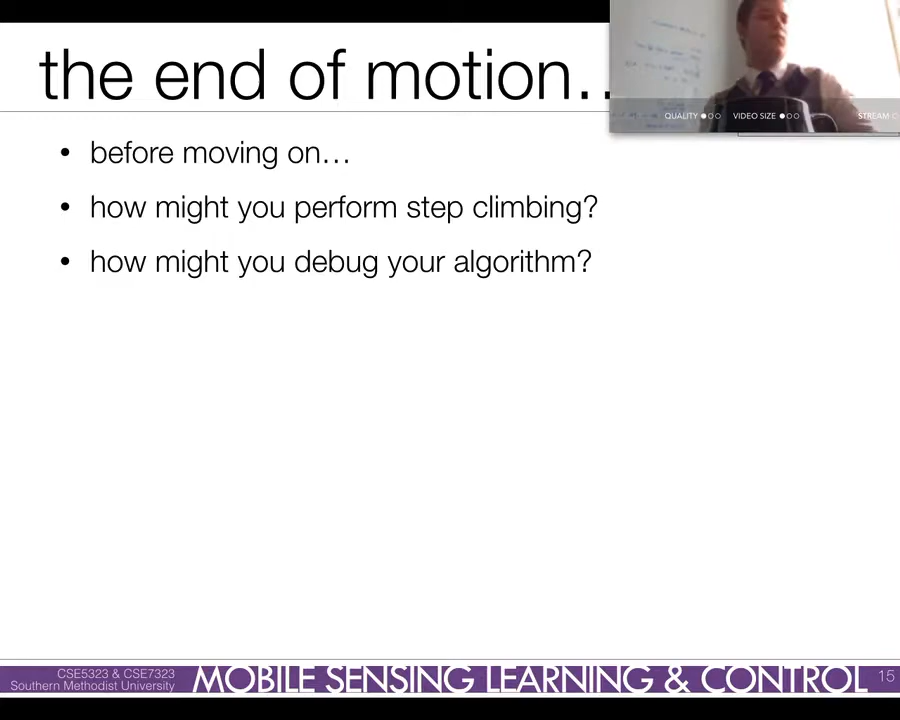 the end of motion…
QUALITY
VIDEO SIZE
STREAM
• before moving on…
• how might you perform step climbing?
• how might you debug your algorithm?
CSE5323 & CSE7323
Southern Methodist University
MOBILE SENSING LEARNING & CONTROL
15